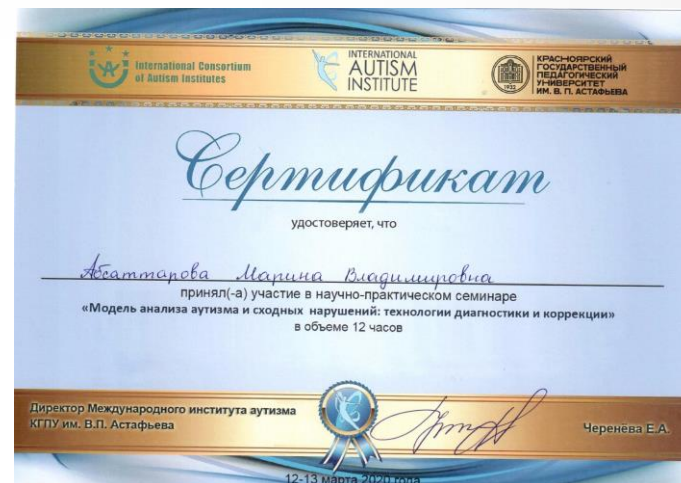 International Consortium
of Autism Institutes
INTERNATIONAL
AUTISM
INSTITUTE
1932
КРАСНОЯРСКИЙ
ГОСУДАРСТВЕННЫЙ
ПЕДАГОГИЧЕСКИЙ
УНИВЕРСИТЕТ
ИМ. В. П. АСТАФЬЕВА
Сертификат
удостоверяет, что
Абсаттарова Марина Владимировна
принял(-а) участие в научно-практическом семинаре
«Модель анализа аутизма и сходных нарушений: технологии диагностики и коррекции»
в объеме 12 часов
Директор Международного института аутизма
КГПУ им. В.П. Астафьева
Черенёва Е.А.
12-13 марта 2020 года